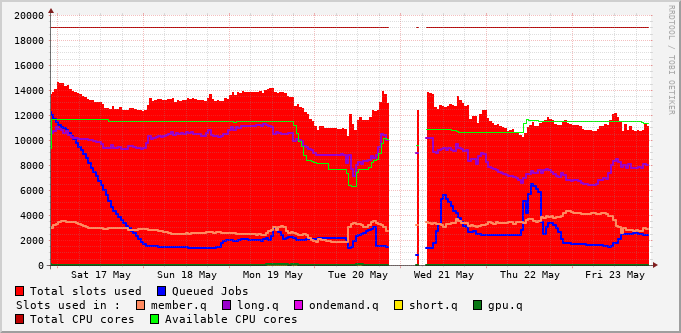 RRDTOOL / TOBI OETIKER
20000
18000
16000
14000
12000
10000
8000
6000
4000
2000
0
Sat 17 May Sun 18 May Mon 19 May Tue 20 May Wed 21 May Thu 22 May Fri 23 May
Total slots used Queued Jobs
Slots used in : member.q long.q ondemand.q short.q gpu.q
Total CPU cores Available CPU cores